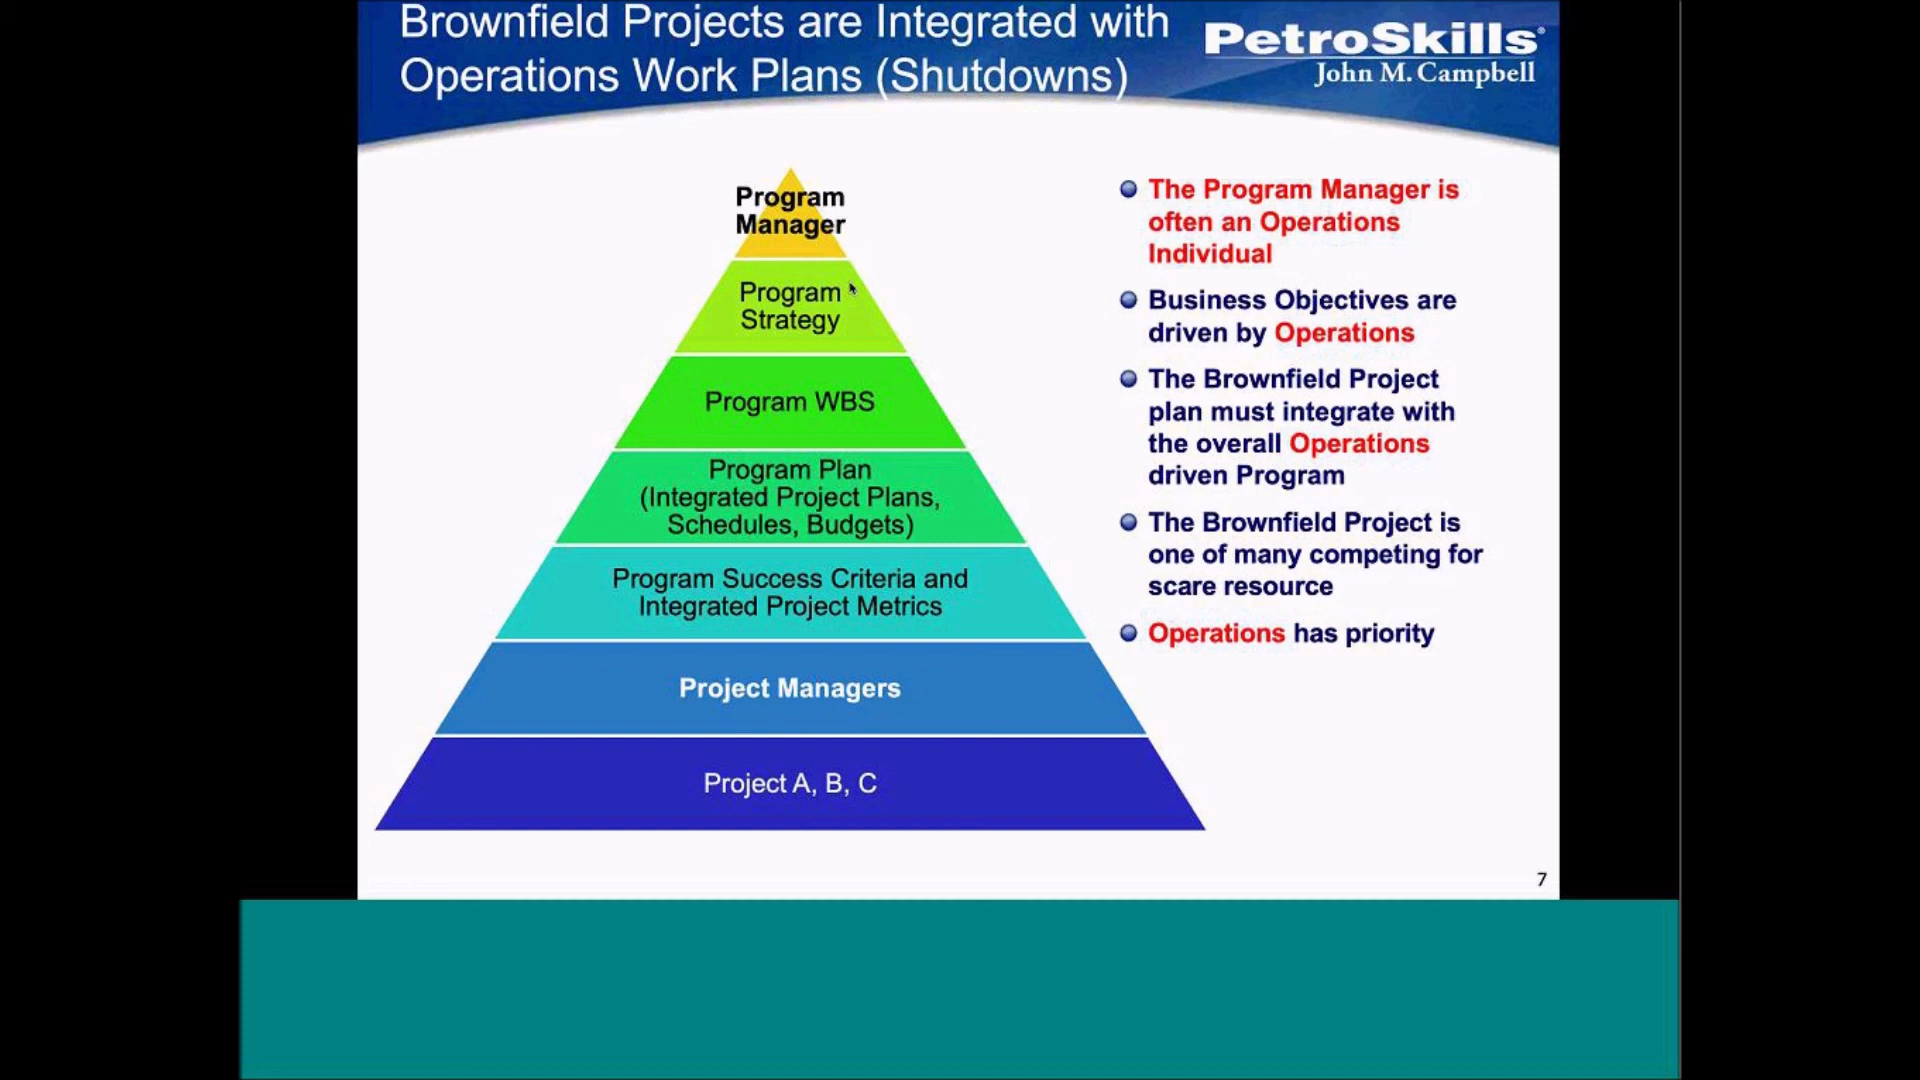 Brownfield Projects are Integrated with
Operations Work Plans (Shutdowns)
PetroSkills®
John M. Campbell
Program
Manager
Program
Strategy
Program WBS
Program Plan
(Integrated Project Plans,
Schedules, Budgets)
Program Success Criteria and
Integrated Project Metrics
Project Managers
Project A, B, C
The Program Manager is
often an Operations
Individual
Business Objectives are
driven by Operations
The Brownfield Project
plan must integrate with
the overall Operations
driven Program
The Brownfield Project is
one of many competing for
scare resource
Operations has priority
7